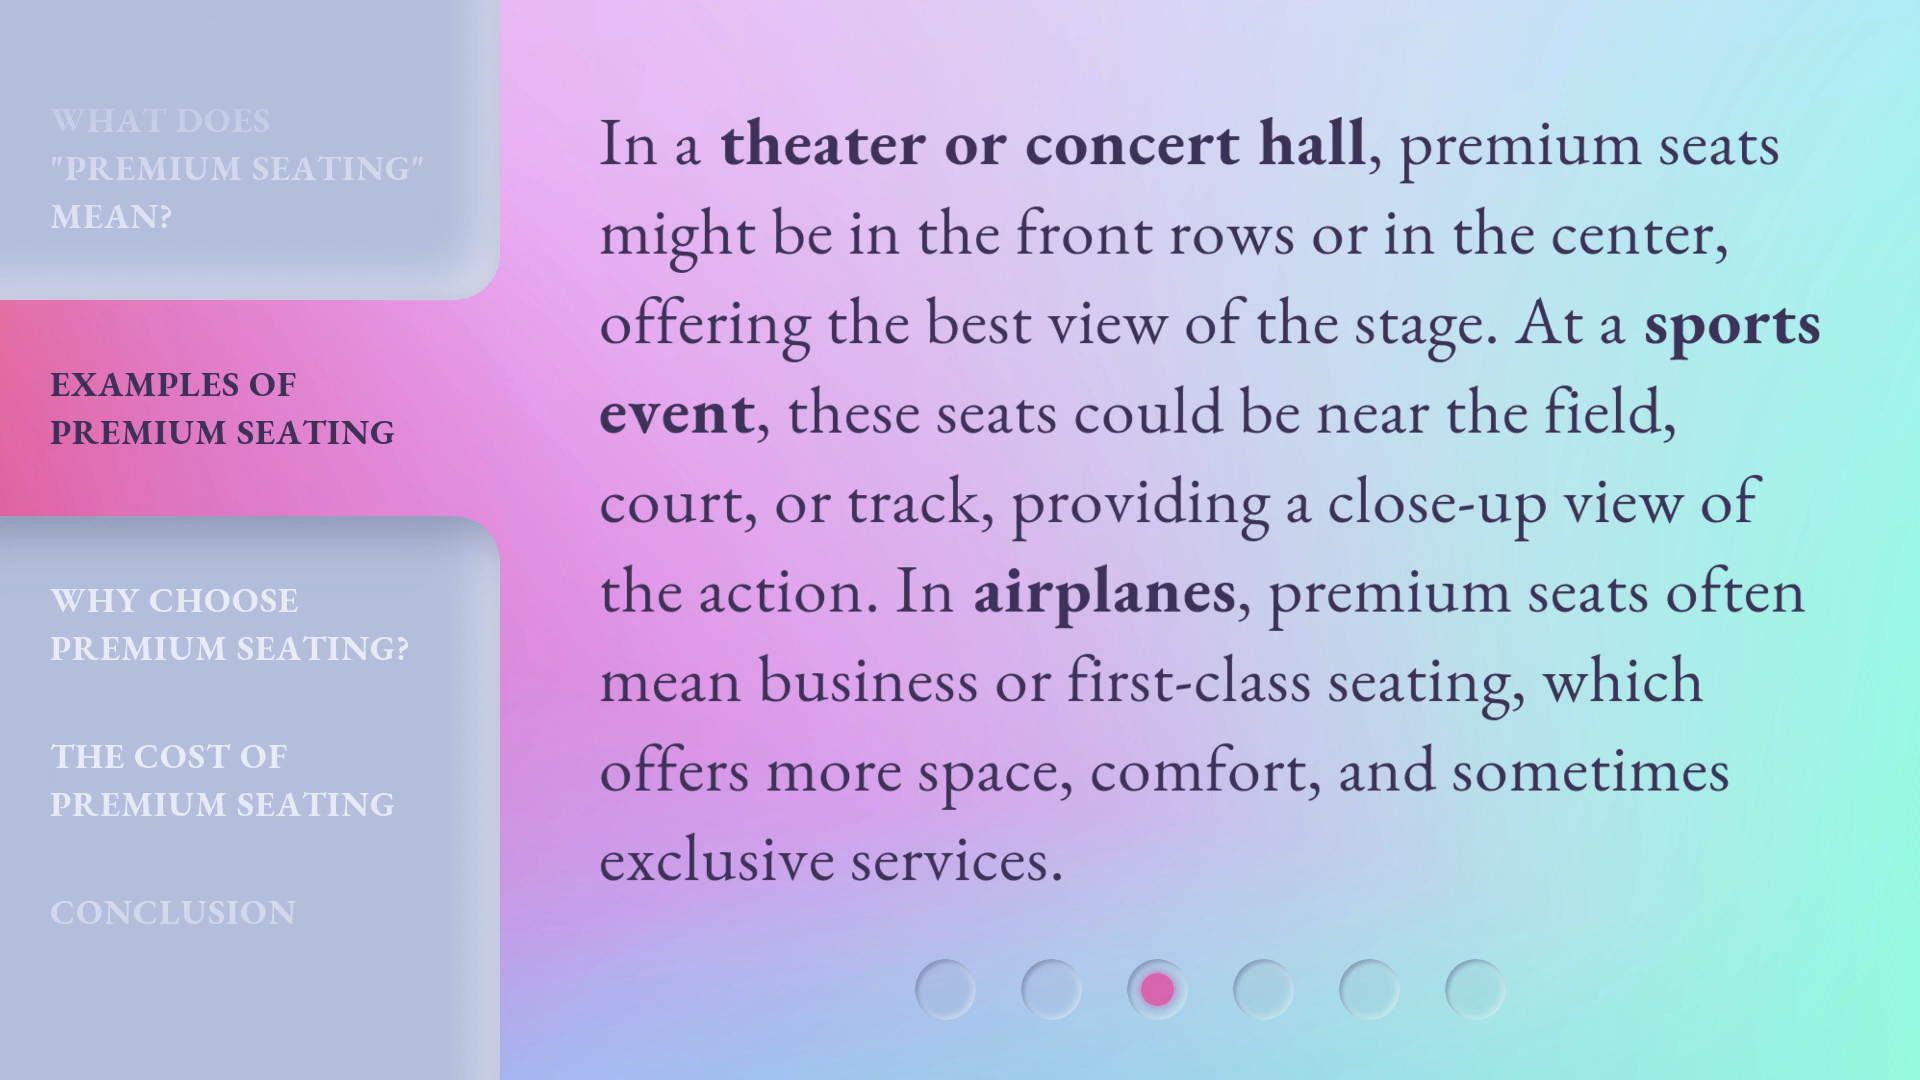 WHAT DOES
"PREMIUM SEATING"
MEAN?
EXAMPLES OF
PREMIUM SEATING
WHY CHOOSE
PREMIUM SEATING?
THE COST OF
PREMIUM SEATING
CONCLUSION
In a theater or concert hall, premium seats
might be in the front rows or in the center,
offering the best view of the stage. At a sports
event, these seats could be near the field,
court, or track, providing a close-up view of
the action. In airplanes, premium seats often
mean business or first-class seating, which
offers more space, comfort, and sometimes
exclusive services.